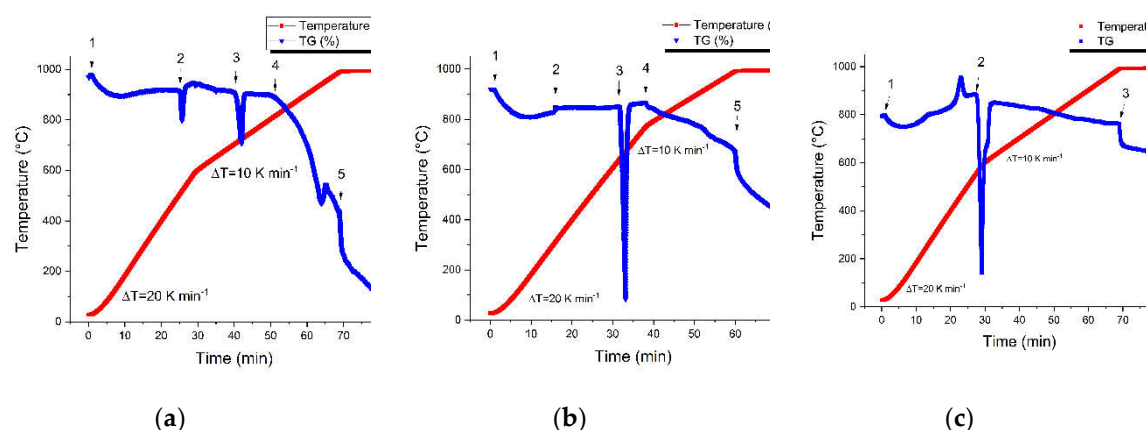 Temperature
TG (%)
1
2
3
4
5
1000
800
600
400
200
0
ΔT=10 K min⁻¹
ΔT=20 K min⁻¹
0 10 20 30 40 50 60 70
Temperature (°C)
Time (min)
(a)
Temperature (
TG (%)
1
2
3
4
5
1000
800
600
400
200
0
ΔT=10 K min⁻¹
ΔT=20 K min⁻¹
0 10 20 30 40 50 60 70
Temperature (°C)
Time (min)
(b)
Temperat
TG
1
2
3
1000
800
600
400
200
0
ΔT=10 K min⁻¹
ΔT=20 K min⁻¹
0 10 20 30 40 50 60 70
Temperature (°C)
Time (min)
(c)